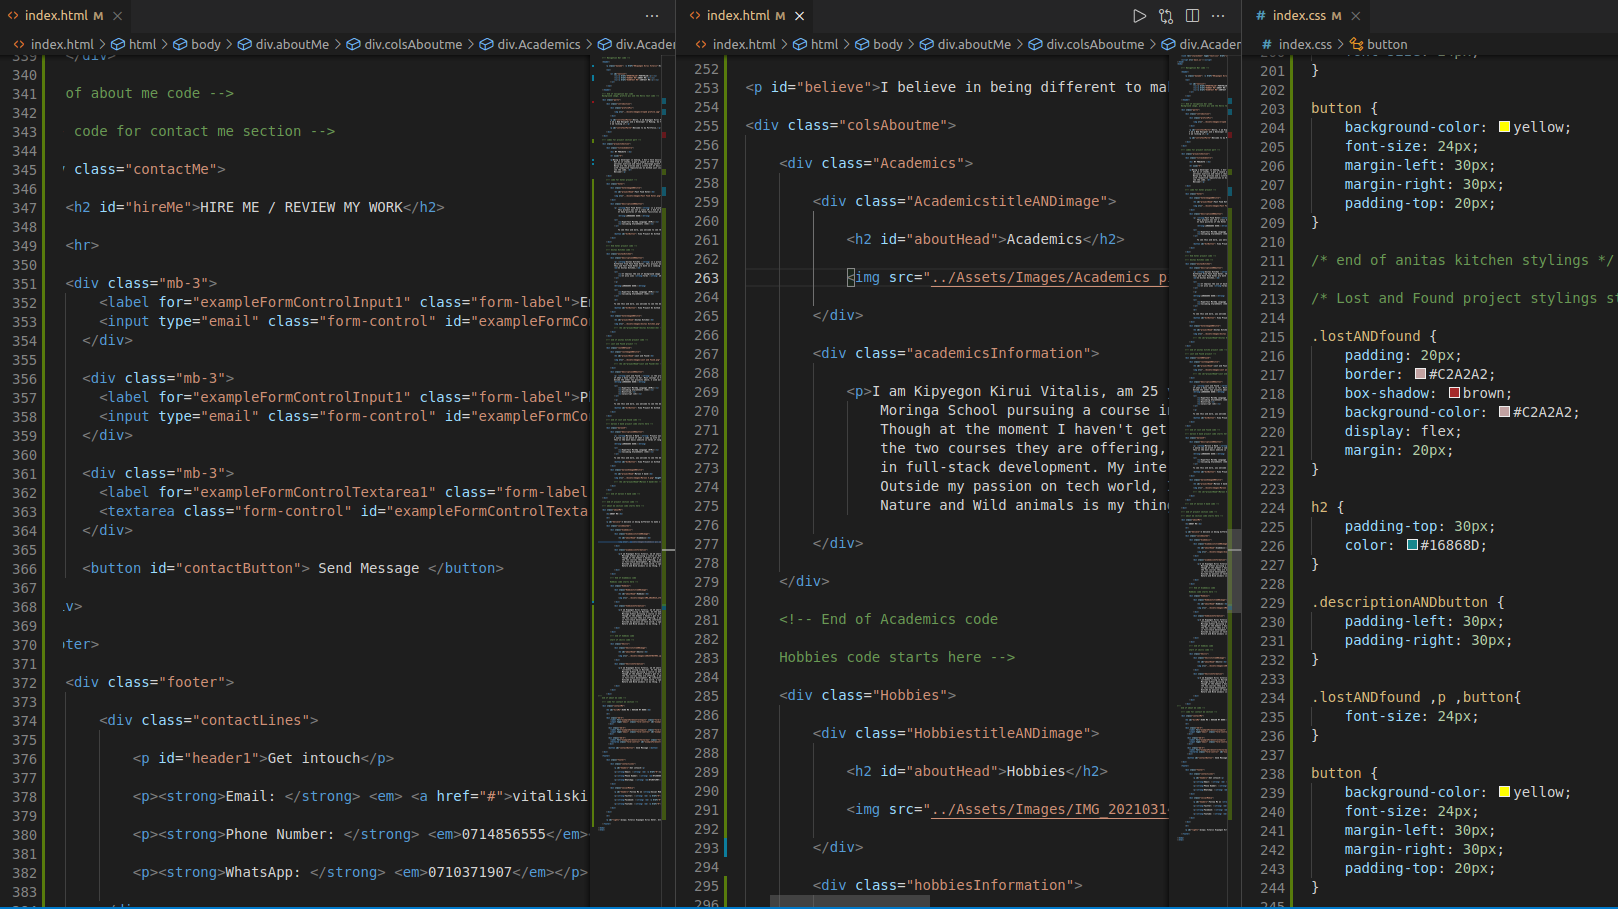 index.html M
index.html > html > body > div.aboutMe > div.colsAboutme > div.Academics > div.Acader
339 </div>
340
341 of about me code -->
342
343 code for contact me section -->
344
345 class="contactMe">
346
347 <h2 id="hireMe">HIRE ME / REVIEW MY WORK</h2>
348
349 <hr>
350
351 <div class="mb-3">
352 <label for="exampleFormControlInput1" class="form-label">E
353 <input type="email" class="form-control" id="exampleFormCo
354 </div>
355
356 <div class="mb-3">
357 <label for="exampleFormControlInput1" class="form-label">P
358 <input type="email" class="form-control" id="exampleFormCo
359 </div>
360
361 <div class="mb-3">
362 <label for="exampleFormControlTextarea1" class="form-label
363 <textarea class="form-control" id="exampleFormControlTexta
364 </div>
365
366 <button id="contactButton"> Send Message </button>
367
368 v>
369
370 ter>
371
372 <div class="footer">
373
374 <div class="contactLines">
375
376 <p id="header1">Get intouch</p>
377
378 <p><strong>Email: </strong> <em> <a href="#">vitaliski
379
380 <p><strong>Phone Number: </strong> <em>0714856555</em>
381
382 <p><strong>WhatsApp: </strong> <em>0710371907</em></p>
383
index.html M
index.html > html > body > div.aboutMe > div.colsAboutme > div.Academics > div.Acader
252
253 <p id="believe">I believe in being different to ma
254
255 <div class="colsAboutme">
256
257 <div class="Academics">
258
259 <div class="AcademicstitleANDimage">
260
261 <h2 id="aboutHead">Academics</h2>
262
263 <img src="../Assets/Images/Academics p
264
265 </div>
266
267 <div class="academicsInformation">
268
269 <p>I am Kipyegon Kirui Vitalis, am 25
270 Moringa School pursuing a course in
271 Though at the moment I haven't get
272 the two courses they are offering,
273 in full-stack development. My inte
274 Outside my passion on tech world,
275 Nature and Wild animals is my thin
276
277 </div>
278
279 </div>
280
281 <!-- End of Academics code
282
283 Hobbies code starts here -->
284
285 <div class="Hobbies">
286
287 <div class="HobbiestitleANDimage">
288
289 <h2 id="aboutHead">Hobbies</h2>
290
291 <img src="../Assets/Images/IMG_2021031
292
293 </div>
294
295 <div class="hobbiesInformation">
296
# index.css M
# index.css > button
201 }
202
203 button {
204 background-color: yellow;
205 font-size: 24px;
206 margin-left: 30px;
207 margin-right: 30px;
208 padding-top: 20px;
209 }
210
211 /* end of anitas kitchen stylings */
212
213 /* Lost and Found project stylings st
214
215 .lostANDfound {
216 padding: 20px;
217 border: #C2A2A2;
218 box-shadow: brown;
219 background-color: #C2A2A2;
220 display: flex;
221 margin: 20px;
222 }
223
224 h2 {
225 padding-top: 30px;
226 color: #16868D;
227 }
228
229 .descriptionANDbutton {
230 padding-left: 30px;
231 padding-right: 30px;
232 }
233
234 .lostANDfound ,p ,button{
235 font-size: 24px;
236 }
237
238 button {
239 background-color: yellow;
240 font-size: 24px;
241 margin-left: 30px;
242 margin-right: 30px;
243 padding-top: 20px;
244 }
245